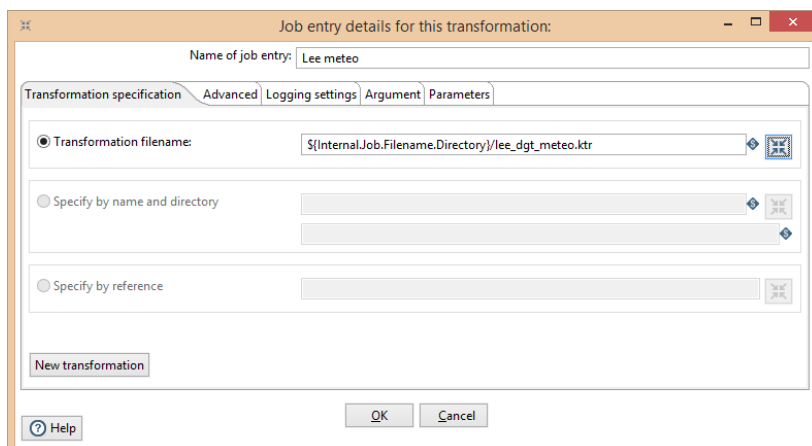 Job entry details for this transformation:
Name of job entry: Lee meteo
Transformation specification Advanced Logging settings Argument Parameters
Transformation filename: ${Internal.Job.Filename.Directory}/lee_dgt_meteo.ktr
Specify by name and directory
Specify by reference
New transformation
OK Cancel
Help